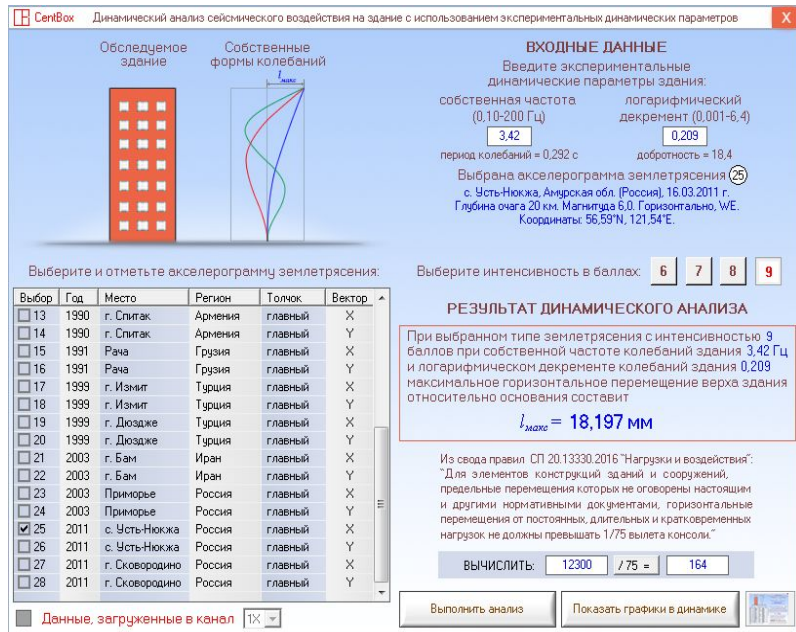 CentBox Динамический анализ сейсмического воздействия на здание с использованием экспериментальных динамических параметров X
Обследуемое
здание
Собственные
формы колебаний
lмакс
ВХОДНЫЕ ДАННЫЕ
Введите экспериментальные
динамические параметры здания:
собственная частота
(0,10-200 Гц)
3,42
период колебаний = 0,292 с
логарифмический
декремент (0,001-6,4)
0,209
добротность = 18,4
Выбрана акселерограмма землетрясения 25
с. Усть-Нюкжа, Амурская обл. (Россия), 16.03.2011 г.
Глубина очага 20 км. Магнитуда 6,0. Горизонтально, WE.
Координаты: 56,59°N, 121,54°E.
Выберите и отметьте акселерограмму землетрясения:
Выбор Год Место Регион Толчок Вектор
13 1990 г. Спитак Армения главный X
14 1990 г. Спитак Армения главный Y
15 1991 Рача Грузия главный X
16 1991 Рача Грузия главный Y
17 1999 г. Измит Турция главный X
18 1999 г. Измит Турция главный Y
19 1999 г. Дюздже Турция главный X
20 1999 г. Дюздже Турция главный Y
21 2003 г. Бам Иран главный X
22 2003 г. Бам Иран главный Y
23 2003 Приморье Россия главный X
24 2003 Приморье Россия главный Y
25 2011 с. Усть-Нюкжа Россия главный X
26 2011 с. Усть-Нюкжа Россия главный Y
27 2011 г. Сковородино Россия главный X
28 2011 г. Сковородино Россия главный Y
Данные, загруженные в канал 1X
Выберите интенсивность в баллах: 6 7 8 9
РЕЗУЛЬТАТ ДИНАМИЧЕСКОГО АНАЛИЗА
При выбранном типе землетрясения с интенсивностью 9
баллов при собственной частоте колебаний здания 3,42 Гц
и логарифмическом декременте колебаний здания 0,209
максимальное горизонтальное перемещение верха здания
относительно основания составит
lмакс = 18,197 мм
Из свода правил СП 20.13330.2016 "Нагрузки и воздействия":
"Для элементов конструкций зданий и сооружений,
предельные перемещения которых не оговорены настоящим
и другими нормативными документами, горизонтальные
перемещения от постоянных, длительных и кратковременных
нагрузок не должны превышать 1/75 вылета консоли."
ВЫЧИСЛИТЬ: 12300 / 75 = 164
Выполнить анализ
Показать графики в динамике